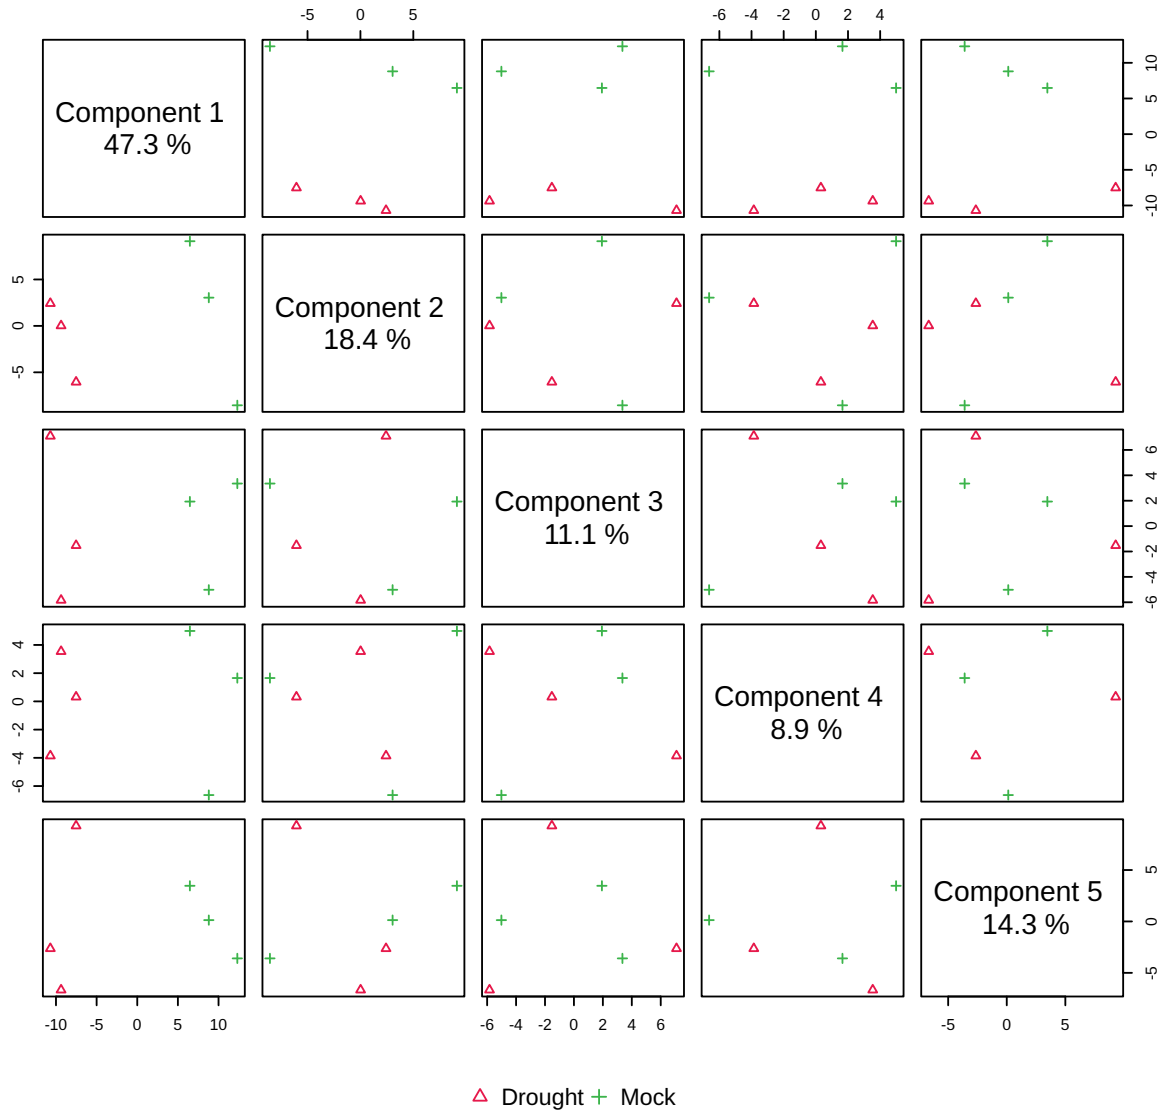 -5 0 5 -6 -4 -2 0 2 4
Component 1
47.3 %
-10 -5 0 5 10
-5 0 5
Component 2
18.4 %
Component 3
11.1 %
-6 -4 -2 0 2 4 6
-6 -4 -2 0 2 4
Component 4
8.9 %
Component 5
14.3 %
-5 0 5
-10 -5 0 5 10 -6 -4 -2 0 2 4 6 -5 0 5
Drought Mock